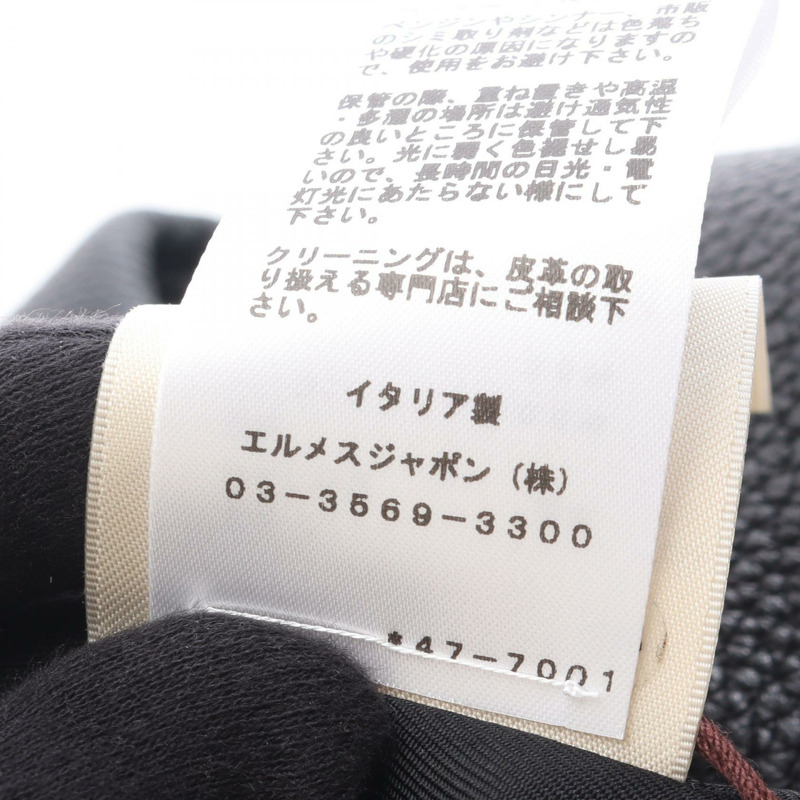 ベンジンやシンナー、市販
のシミ取り剤などは色落ち
や硬化の原因になりますの
で、使用をお避け下さい。
保管の際、重ね置きや高温
・多湿の場所は避け通気性
の良いところに保管して下
さい。光に弱く色褪せし易
いので、長時間の日光・電
灯光にあたらない様にして
下さい。
クリーニングは、皮革の取
り扱える専門店にご相談下
さい。
イタリア製
エルメスジャポン(株)
03-3569-3300
*47-7001